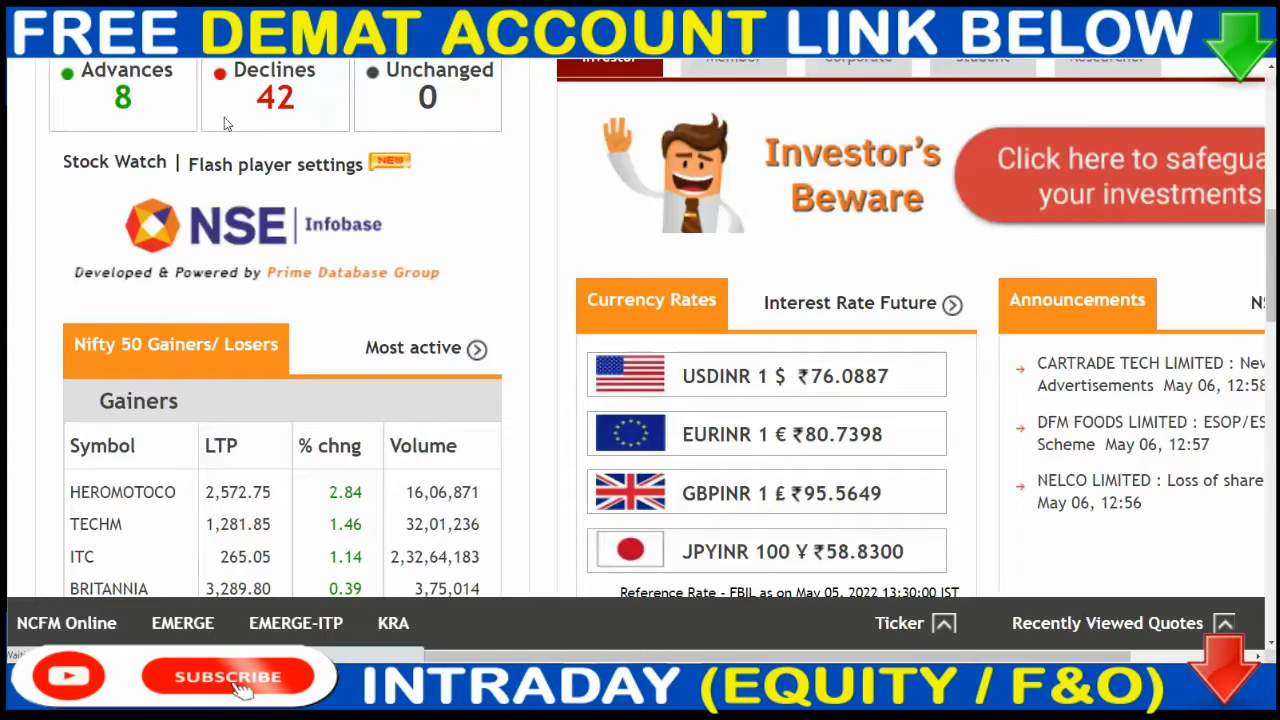 FREE DEMAT ACCOUNT LINK BELOW
Advances
8
Declines
42
Unchanged
0
Stock Watch | Flash player settings NEW
NSE Infobase
Developed & Powered by Prime Database Group
Nifty 50 Gainers/ Losers
Most active
Gainers
Symbol LTP % chng Volume
HEROMOTOCO 2,572.75 2.84 16,06,871
TECHM 1,281.85 1.46 32,01,236
ITC 265.05 1.14 2,32,64,183
BRITANNIA 3,289.80 0.39 3,75,014
Investor Member Corporate Student Researcher
Investor's
Beware
Click here to safegua
your investments
Currency Rates
Interest Rate Future
USDINR 1 $ ₹76.0887
EURINR 1 € ₹80.7398
GBPINR 1 £ ₹95.5649
JPYINR 100 ¥ ₹58.8300
Reference Rate - FBIL as on May 05, 2022 13:30:00 IST
Announcements
CARTRADE TECH LIMITED : Nev
Advertisements May 06, 12:58
DFM FOODS LIMITED : ESOP/ES
Scheme May 06, 12:57
NELCO LIMITED : Loss of share
May 06, 12:56
NCFM Online EMERGE EMERGE-ITP KRA
Ticker
Recently Viewed Quotes
SUBSCRIBE
INTRADAY (EQUITY / F&O)